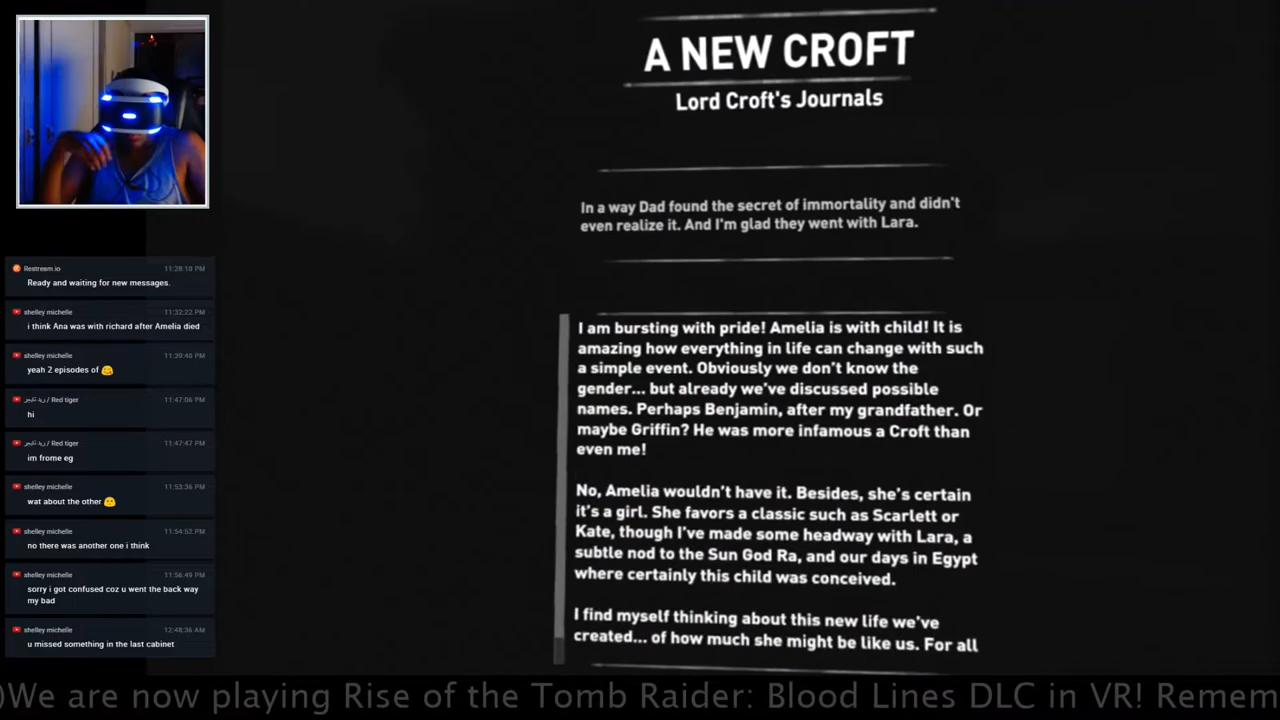 A NEW CROFT
Lord Croft's Journals
In a way Dad found the secret of immortality and didn't
even realize it. And I'm glad they went with Lara.
I am bursting with pride! Amelia is with child! It is
amazing how everything in life can change with such
a simple event. Obviously we don't know the
gender... but already we've discussed possible
names. Perhaps Benjamin, after my grandfather. Or
maybe Griffin? He was more infamous a Croft than
even me!
No, Amelia wouldn't have it. Besides, she's certain
it's a girl. She favors a classic such as Scarlett or
Kate, though I've made some headway with Lara, a
subtle nod to the Sun God Ra, and our days in Egypt
where certainly this child was conceived.
I find myself thinking about this new life we've
created... of how much she might be like us. For all
Restream.io 11:28:10 PM
Ready and waiting for new messages.
shelley michelle 11:32:22 PM
i think Ana was with richard after Amelia died
shelley michelle 11:39:40 PM
yeah 2 episodes of 
ريد تايجر / Red tiger 11:47:06 PM
hi
ريد تايجر / Red tiger 11:47:47 PM
im frome eg
shelley michelle 11:53:36 PM
wat about the other
shelley michelle 11:54:52 PM
no there was another one i think
shelley michelle 11:56:49 PM
sorry i got confused coz u went the back way
my bad
shelley michelle 12:48:36 AM
u missed something in the last cabinet
)We are now playing Rise of the Tomb Raider: Blood Lines DLC in VR! Remem